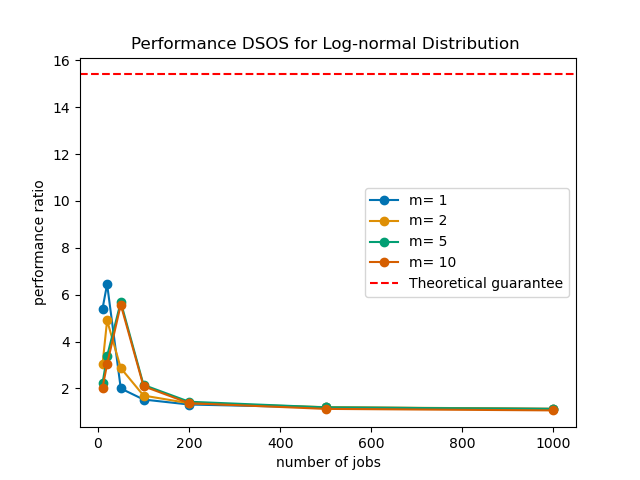 Performance DSOS for Log-normal Distribution
performance ratio
16
14
12
10
8
6
4
2
m= 1
m= 2
m= 5
m= 10
Theoretical guarantee
0 200 400 600 800 1000
number of jobs